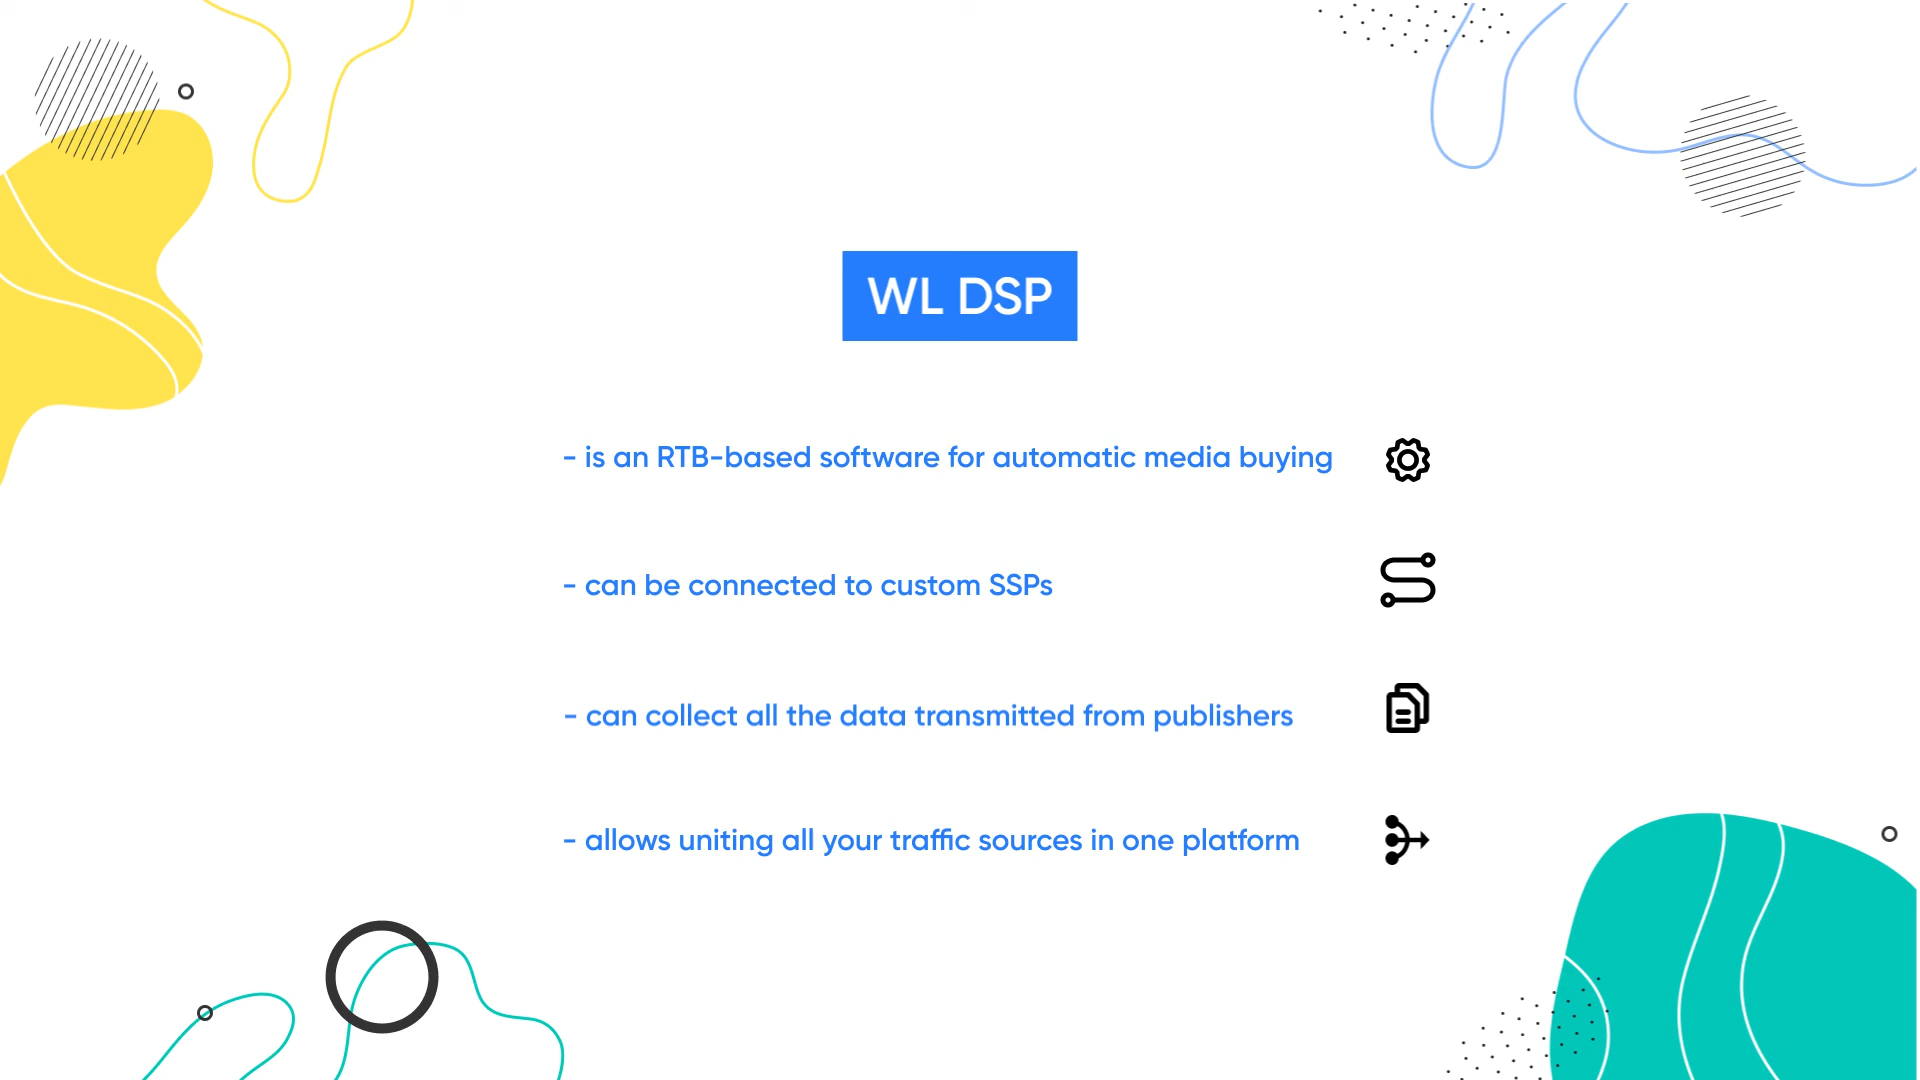 WL DSP
- is an RTB-based software for automatic media buying
- can be connected to custom SSPs
- can collect all the data transmitted from publishers
- allows uniting all your traffic sources in one platform